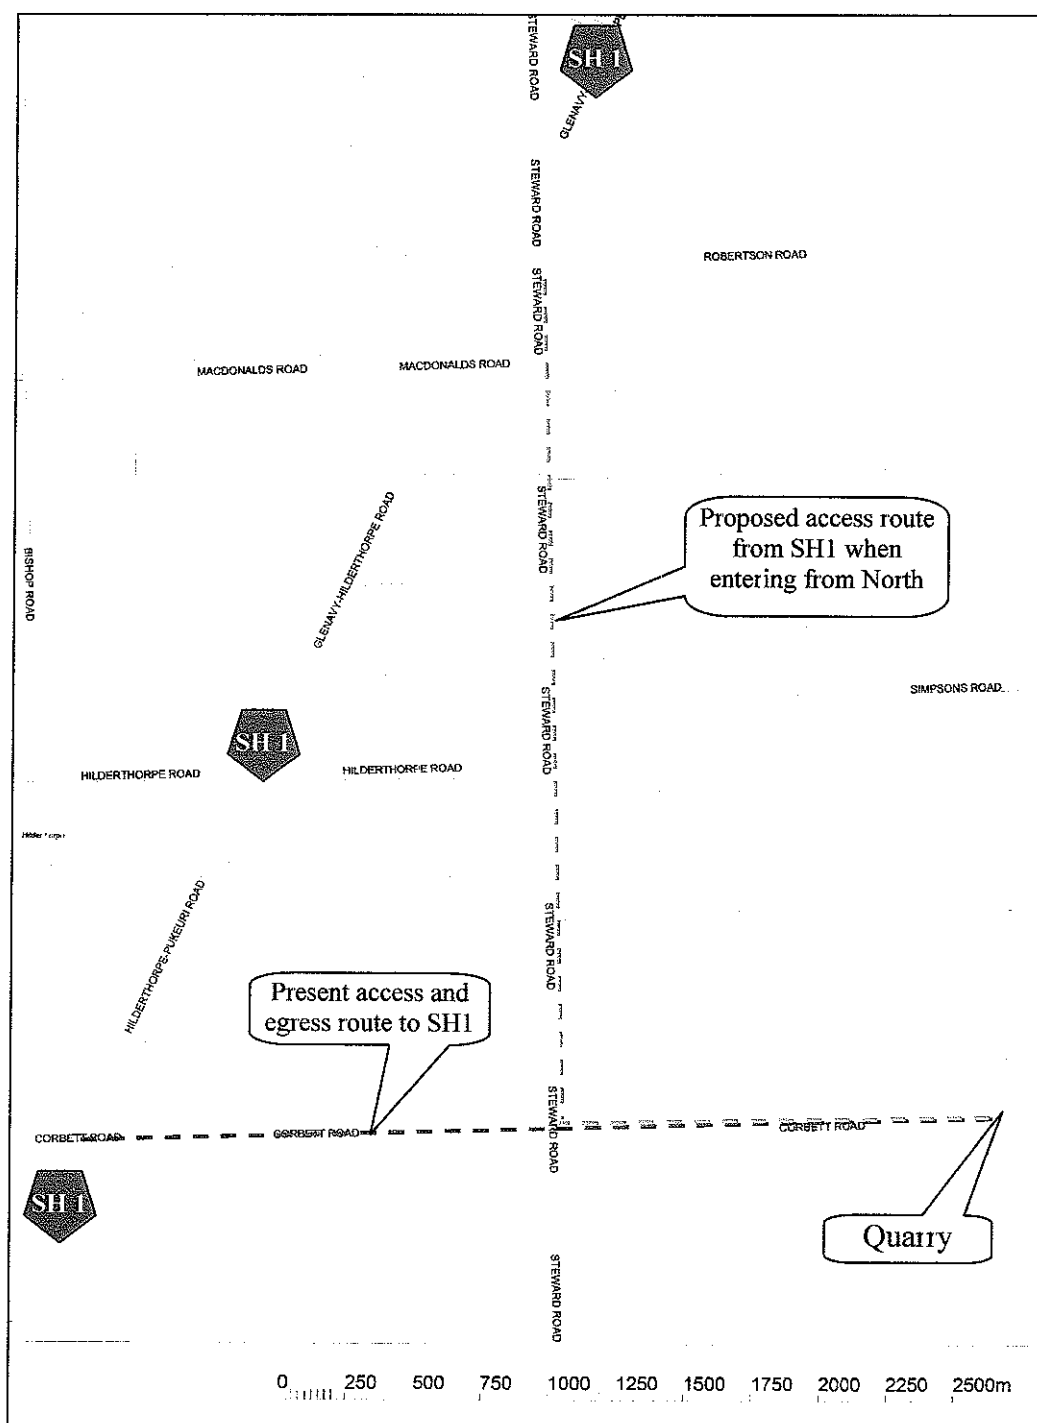 STEWARD ROAD
SH 1
GLENAVY-
STEWARD ROAD
ROBERTSON ROAD
STEWARD ROAD
MACDONALDS ROAD
MACDONALDS ROAD
STEWARD ROAD
GLENAVY-HILDERTHORPE ROAD
BISHOP ROAD
Proposed access route
from SH1 when
entering from North
SIMPSONS ROAD
STEWARD ROAD
SH 1
HILDERTHORPE ROAD
HILDERTHORPE ROAD
HILDERTHORPE-PUKEURI ROAD
STEWARD ROAD
Present access and
egress route to SH1
STEWARD ROAD
CORBETT ROAD
CORBETT ROAD
CORBETT ROAD
SH 1
Quarry
STEWARD ROAD
0 250 500 750 1000 1250 1500 1750 2000 2250 2500m